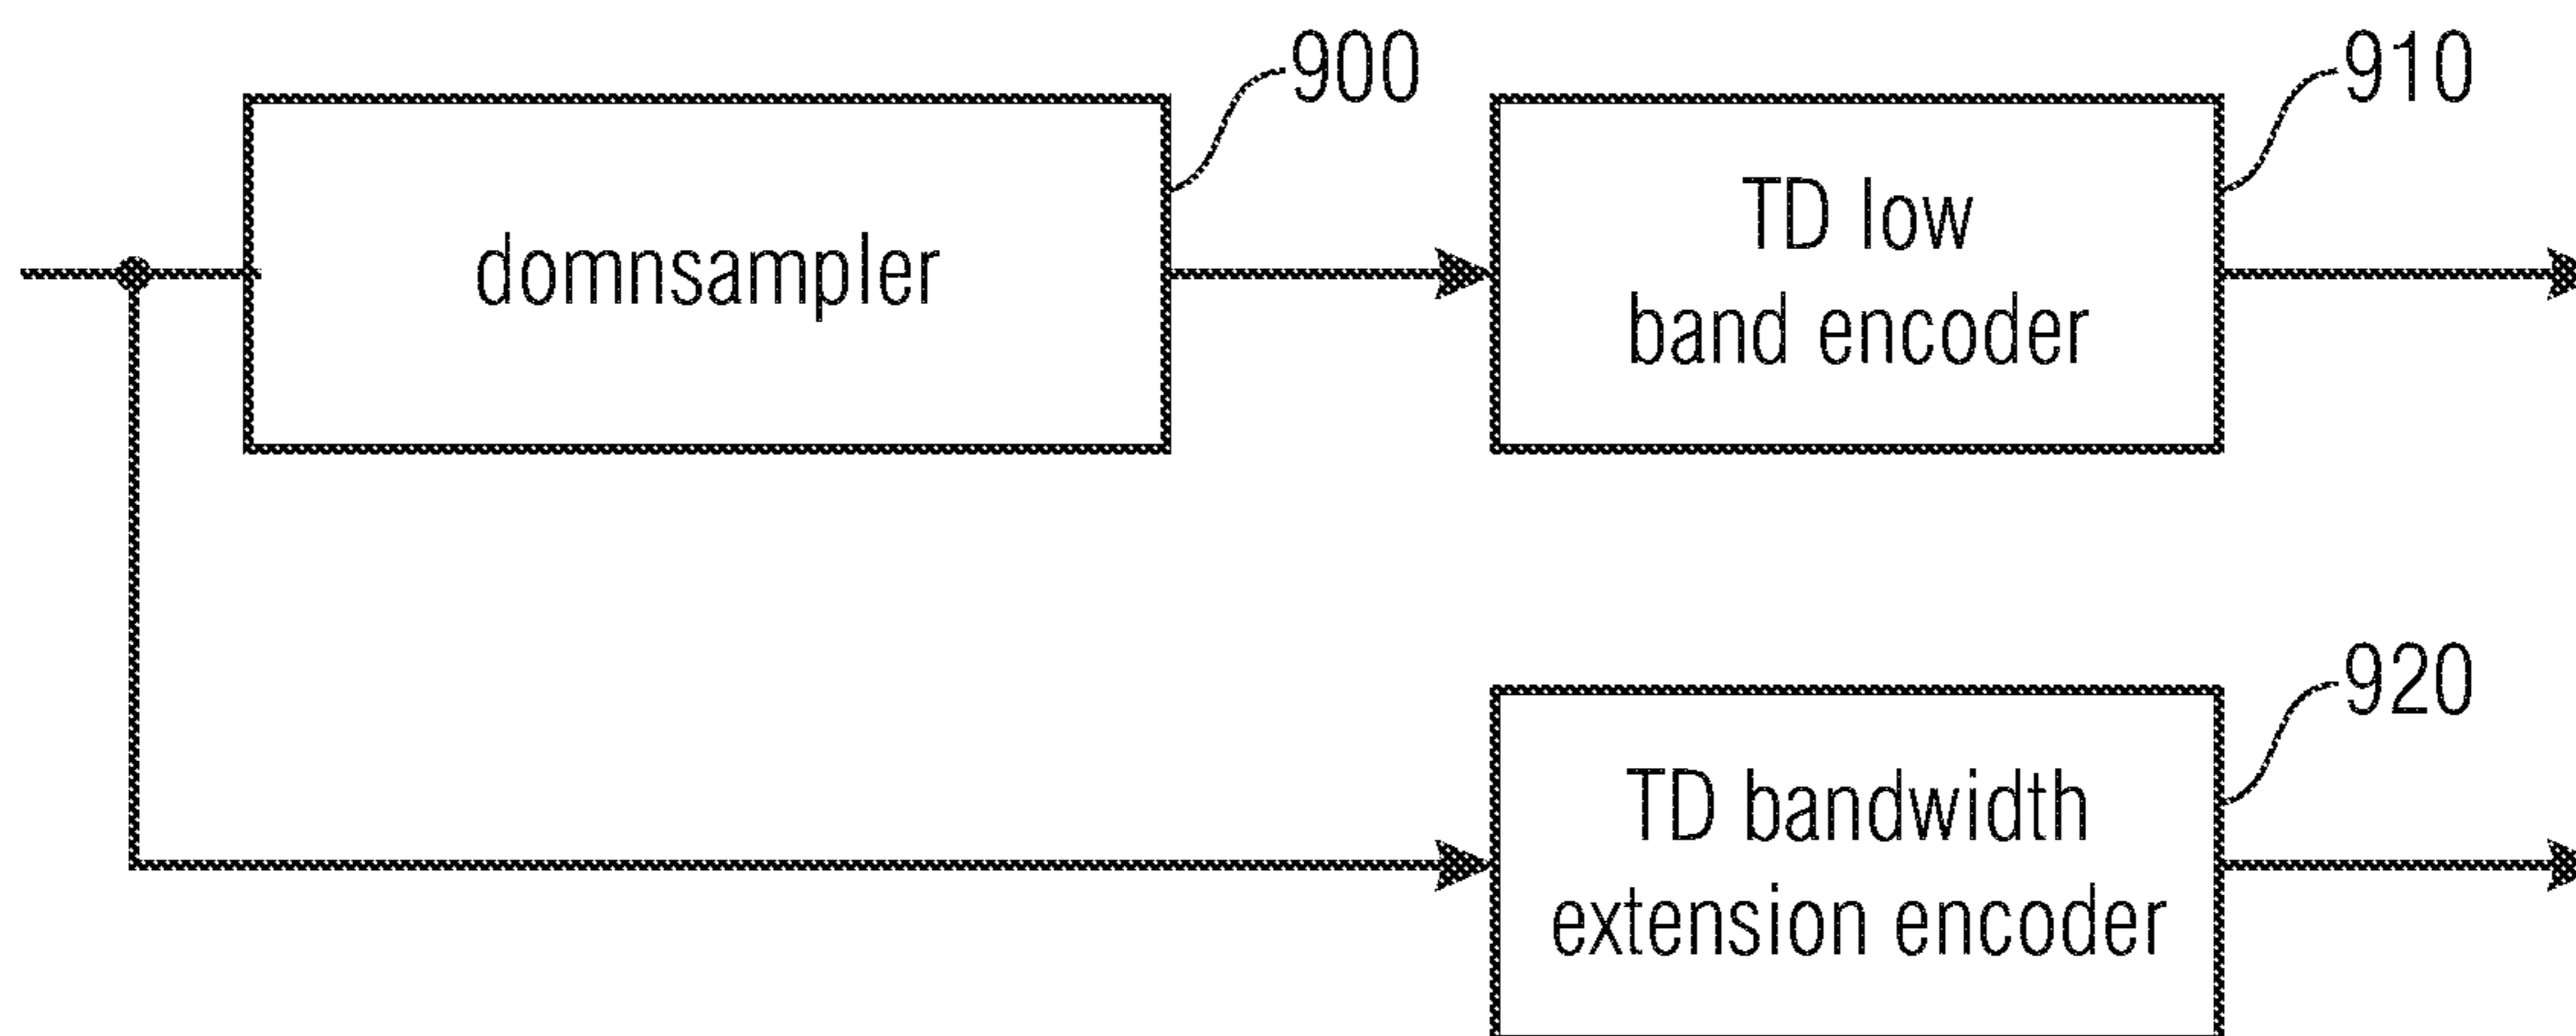 900
910
domnsampler
TD low
band encoder
920
TD bandwidth
extension encoder